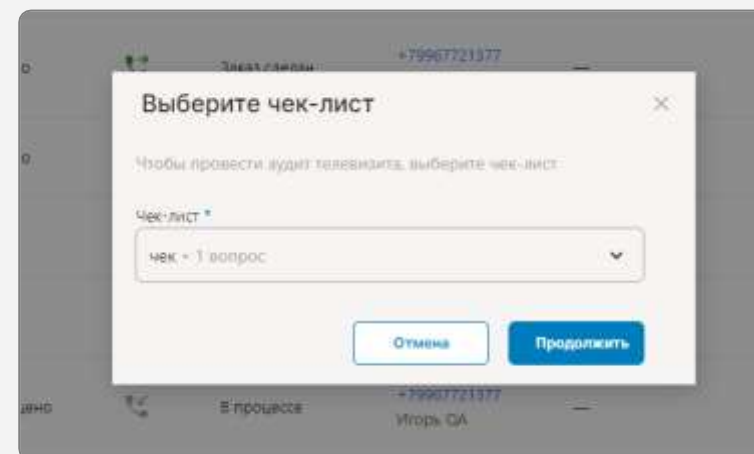 о
Заказ сделан
+79967721377
—
Выберите чек-лист
о
Чтобы провести аудит телевизита, выберите чек-лист
Чек-лист *
чек • 1 вопрос
Отмена
Продолжить
дено
В процессе
+79967721377
—
Игорь QA